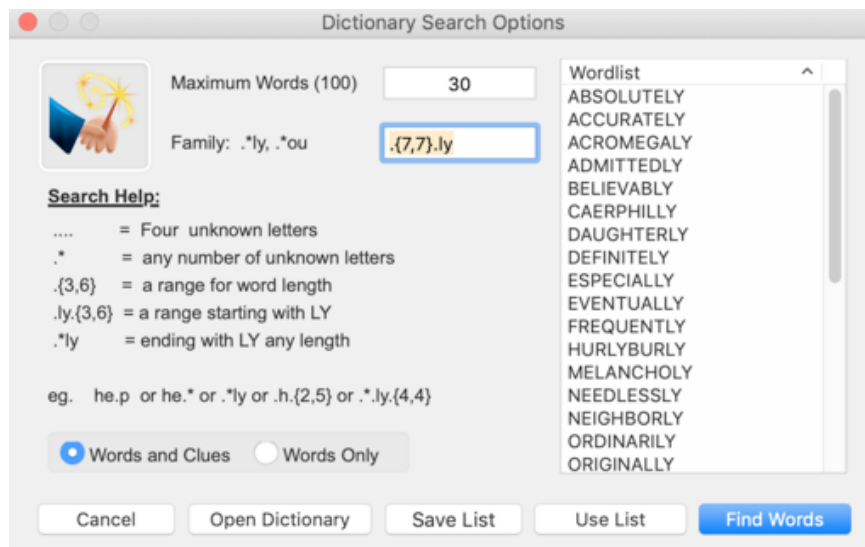 Dictionary Search Options
Maximum Words (100)
30
Family: .*ly, .*ou
.{7,7}.ly
Search Help:
.... = Four unknown letters
.* = any number of unknown letters
.{3,6} = a range for word length
.ly.{3,6} = a range starting with LY
.*ly = ending with LY any length
eg. he.p or he.* or .*ly or .h.{2,5} or .*.ly.{4,4}
Words and Clues
Words Only
Wordlist
ABSOLUTELY
ACCURATELY
ACROMEGALY
ADMITTEDLY
BELIEVABLY
CAERPHILLY
DAUGHTERLY
DEFINITELY
ESPECIALLY
EVENTUALLY
FREQUENTLY
HURLYBURLY
MELANCHOLY
NEEDLESSLY
NEIGHBORLY
ORDINARILY
ORIGINALLY
Cancel
Open Dictionary
Save List
Use List
Find Words